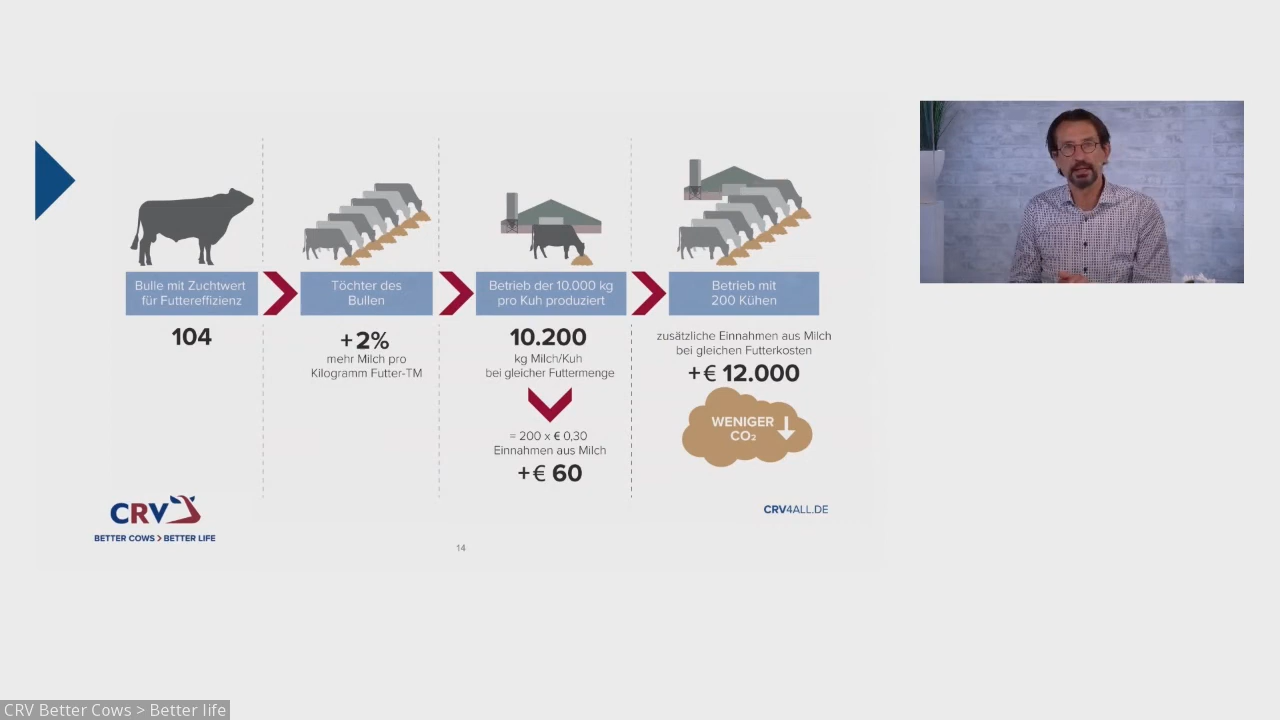 Bulle mit Zuchtwert
für Futtereffizienz
104
Töchter des
Bullen
+2%
mehr Milch pro
Kilogramm Futter-TM
Betrieb der 10.000 kg
pro Kuh produziert
10.200
kg Milch/Kuh
bei gleicher Futtermenge
= 200 x € 0,30
Einnahmen aus Milch
+€ 60
Betrieb mit
200 Kühen
zusätzliche Einnahmen aus Milch
bei gleichen Futterkosten
+€ 12.000
WENIGER
CO₂
CRV
BETTER COWS > BETTER LIFE
14
CRV4ALL.DE
CRV Better Cows > Better life